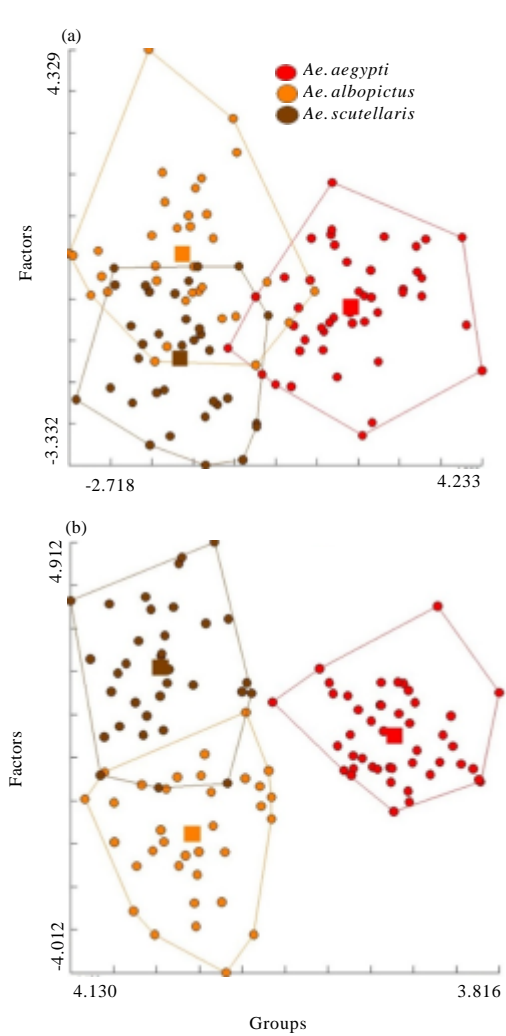 (a)
4.329
Ae. aegypti
Ae. albopictus
Ae. scutellaris
Factors
-3.332
-2.718
4.233
(b)
4.912
Factors
-4.012
4.130
3.816
Groups